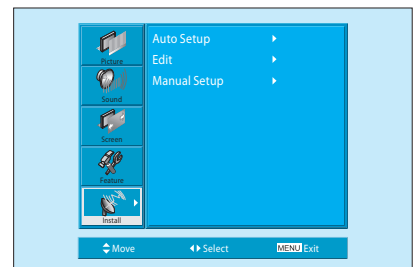 Picture
Sound
Screen
Feature
Install
Auto Setup
Edit
Manual Setup
Move Select MENU Exit